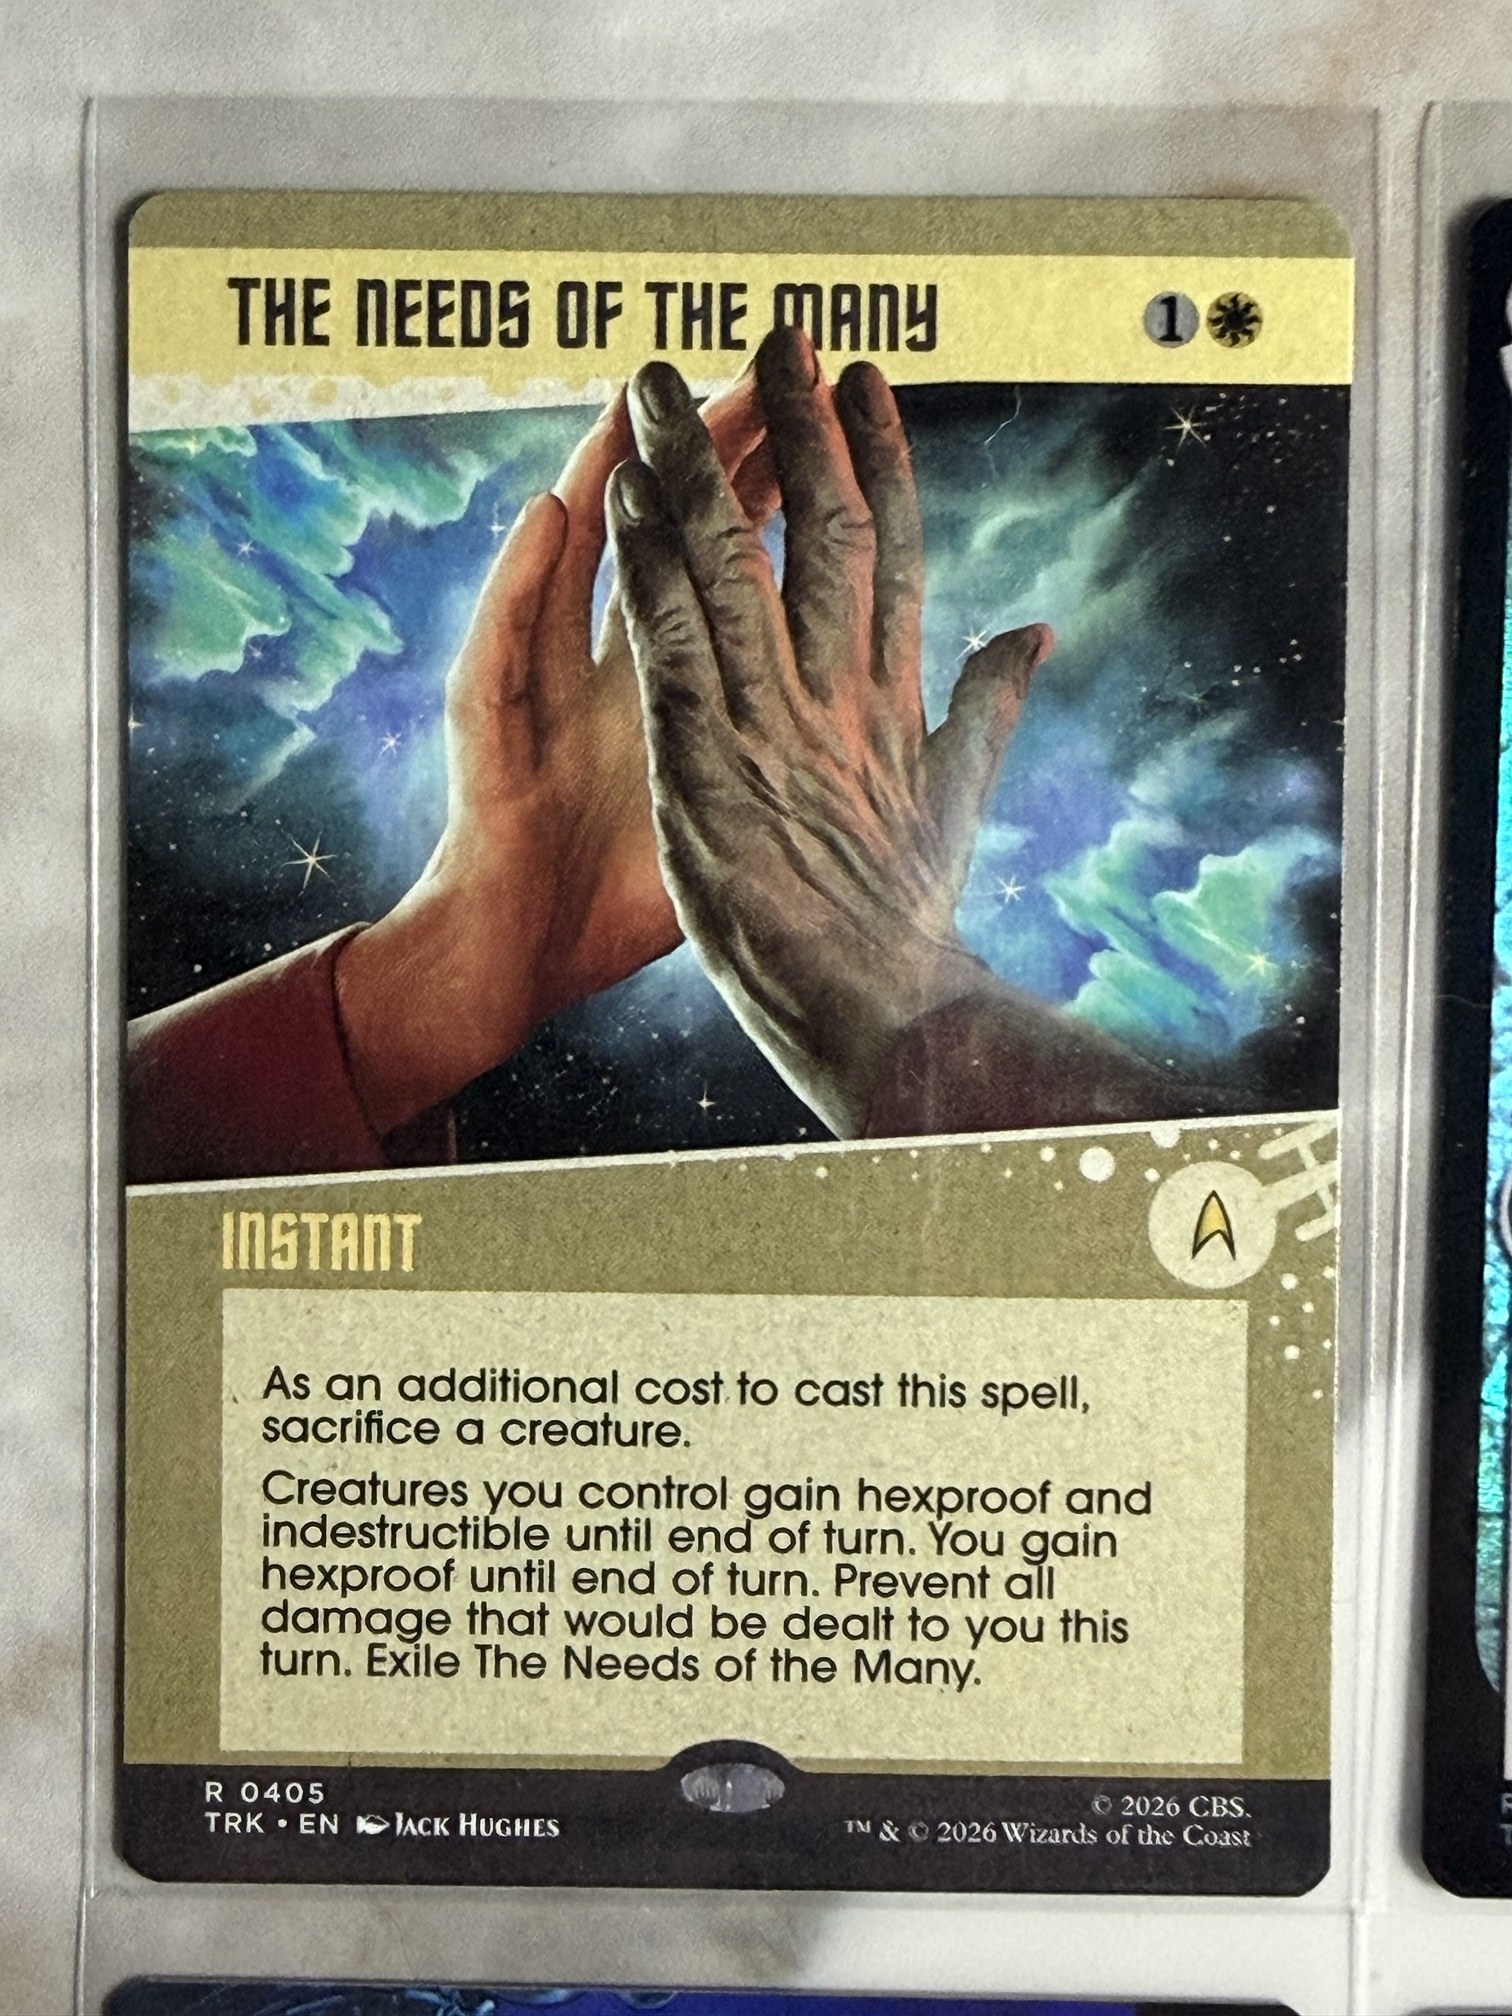 THE NEEDS OF THE MANY 1
INSTANT
As an additional cost to cast this spell,
sacrifice a creature.
Creatures you control gain hexproof and
indestructible until end of turn. You gain
hexproof until end of turn. Prevent all
damage that would be dealt to you this
turn. Exile The Needs of the Many.
R 0405
TRK • EN JACK HUGHES
© 2026 CBS.
™ & © 2026 Wizards of the Coast